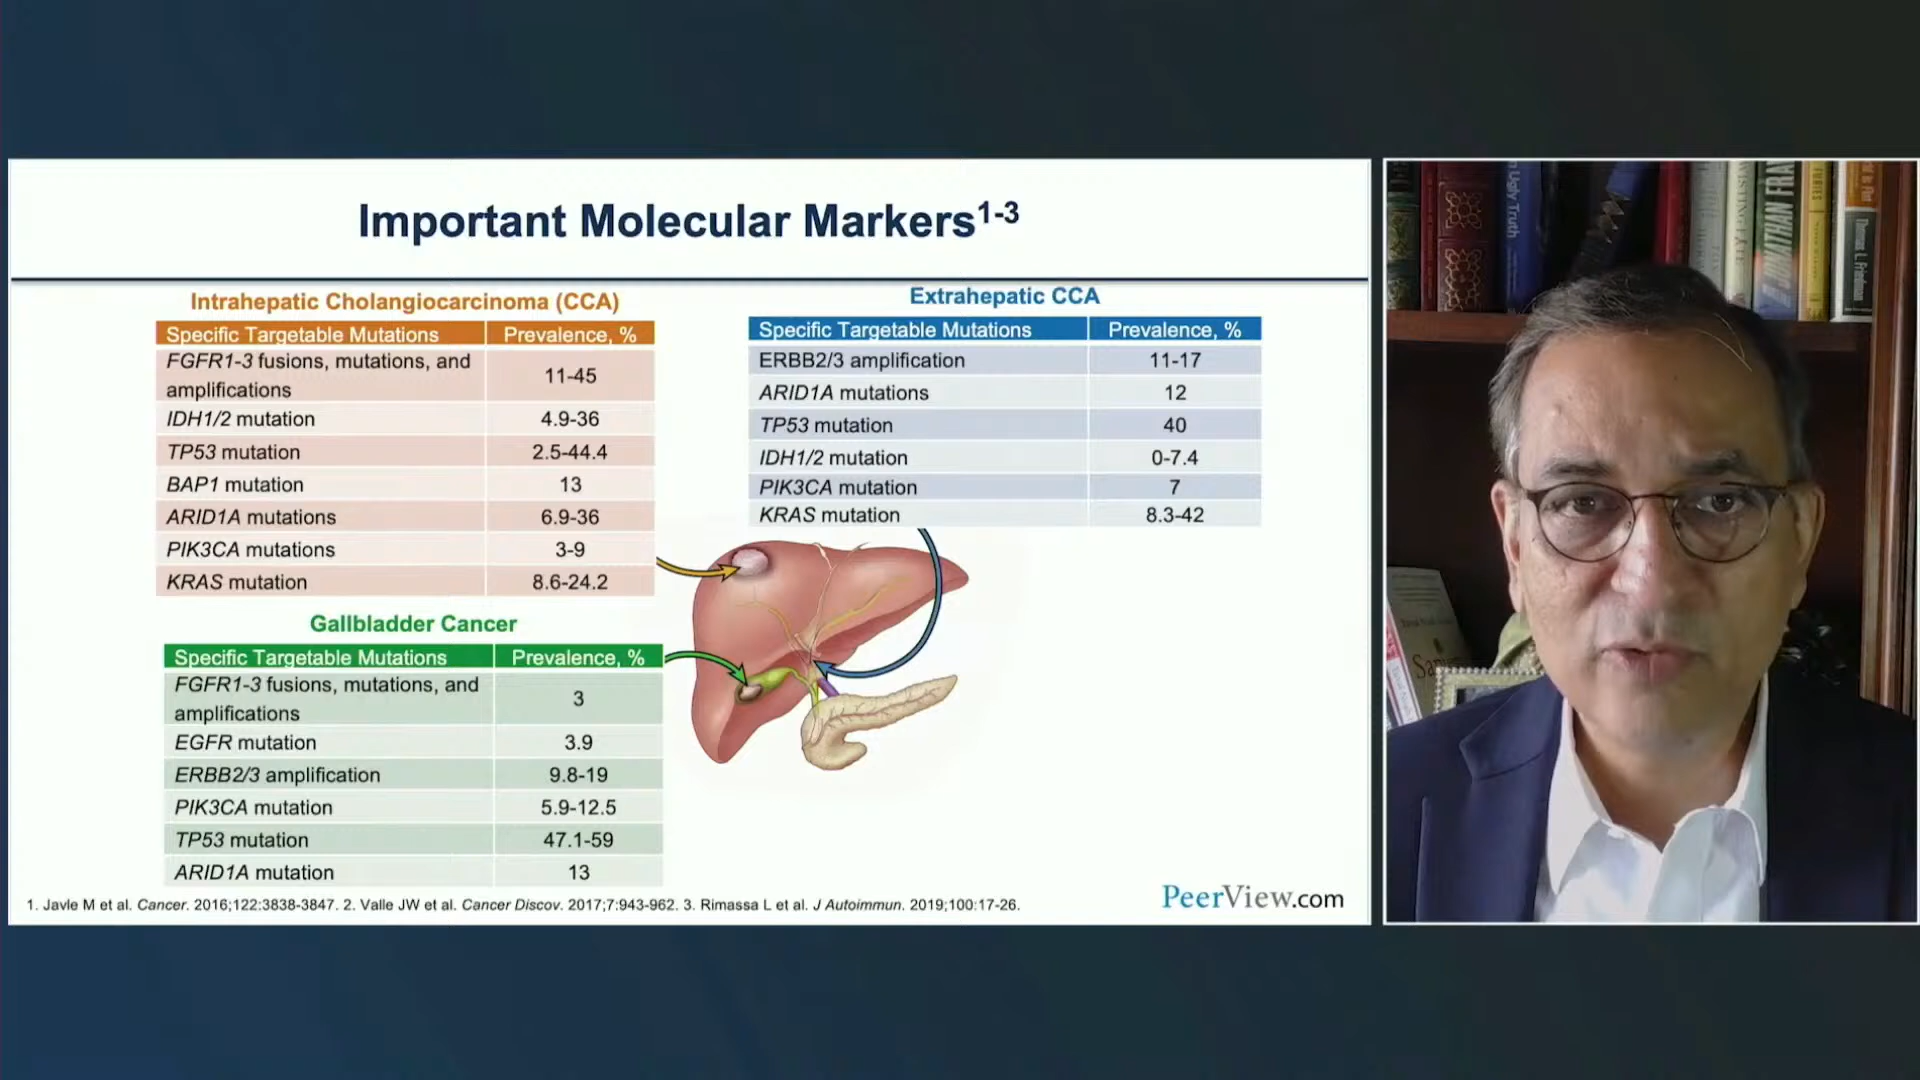 Important Molecular Markers1-3
Intrahepatic Cholangiocarcinoma (CCA)
Specific Targetable Mutations Prevalence, %
FGFR1-3 fusions, mutations, and
amplifications
11-45
IDH1/2 mutation 4.9-36
TP53 mutation 2.5-44.4
BAP1 mutation 13
ARID1A mutations 6.9-36
PIK3CA mutations 3-9
KRAS mutation 8.6-24.2
Extrahepatic CCA
Specific Targetable Mutations Prevalence, %
ERBB2/3 amplification 11-17
ARID1A mutations 12
TP53 mutation 40
IDH1/2 mutation 0-7.4
PIK3CA mutation 7
KRAS mutation 8.3-42
Gallbladder Cancer
Specific Targetable Mutations Prevalence, %
FGFR1-3 fusions, mutations, and
amplifications
3
EGFR mutation 3.9
ERBB2/3 amplification 9.8-19
PIK3CA mutation 5.9-12.5
TP53 mutation 47.1-59
ARID1A mutation 13
1. Javle M et al. Cancer. 2016;122:3838-3847. 2. Valle JW et al. Cancer Discov. 2017;7:943-962. 3. Rimassa L et al. J Autoimmun. 2019;100:17-26.
PeerView.com
Ugly Truth
JONATHAN FRA
Thomas L. Friedman